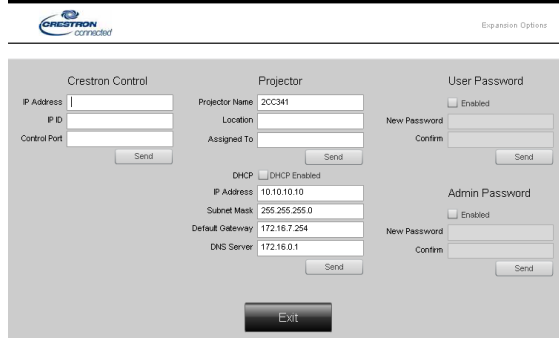 CRESTRON
connected
Expansion Options
Crestron Control
IP Address
IP ID
Control Port
Send
Projector
Projector Name 2CC341
Location
Assigned To
Send
DHCP DHCP Enabled
IP Address 10.10.10.10
Subnet Mask 255.255.255.0
Default Gateway 172.16.7.254
DNS Server 172.16.0.1
Send
User Password
Enabled
New Password
Confirm
Send
Admin Password
Enabled
New Password
Confirm
Send
Exit